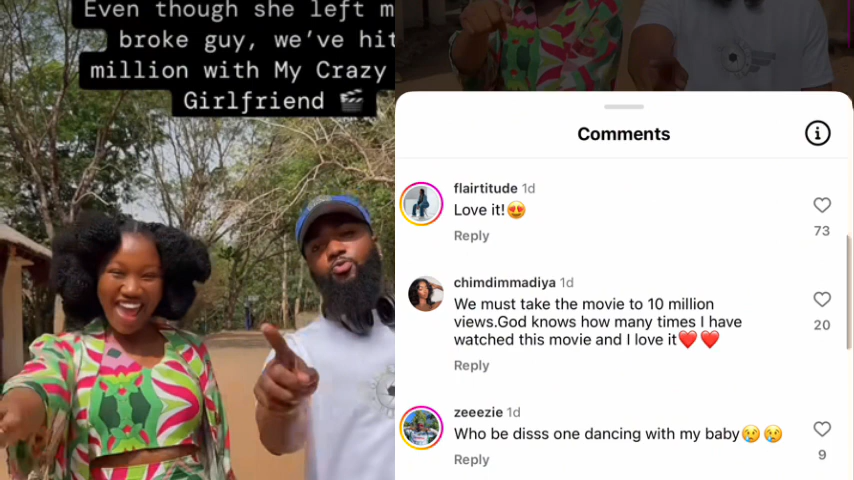 Even though she left m
broke guy, we've hit
million with My Crazy
Girlfriend 🎬
Comments
flairtitude 1d
Love it!😍
Reply
73
chimdimmadiya 1d
We must take the movie to 10 million
views.God knows how many times I have
watched this movie and I love it❤️❤️
Reply
20
zeeezie 1d
Who be disss one dancing with my baby😢😢
Reply
9